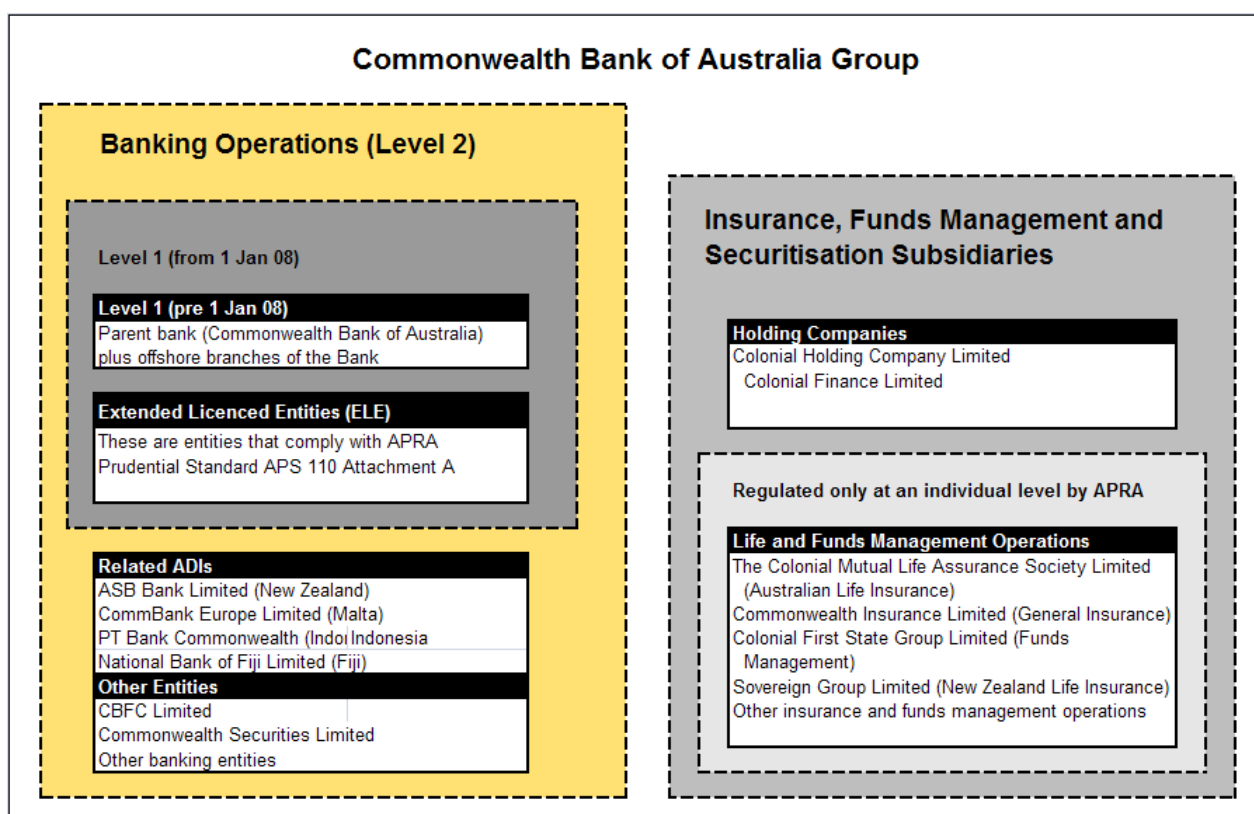 Commonwealth Bank of Australia Group
Banking Operations (Level 2)
Level 1 (from 1 Jan 08)
Level 1 (pre 1 Jan 08)
Parent bank (Commonwealth Bank of Australia)
plus offshore branches of the Bank
Extended Licenced Entities (ELE)
These are entities that comply with APRA
Prudential Standard APS 110 Attachment A
Related ADIs
ASB Bank Limited (New Zealand)
CommBank Europe Limited (Malta)
PT Bank Commonwealth (Indo Indonesia
National Bank of Fiji Limited (Fiji)
Other Entities
CBFC Limited
Commonwealth Securities Limited
Other banking entities
Insurance, Funds Management and
Securitisation Subsidiaries
Holding Companies
Colonial Holding Company Limited
Colonial Finance Limited
Regulated only at an individual level by APRA
Life and Funds Management Operations
The Colonial Mutual Life Assurance Society Limited
(Australian Life Insurance)
Commonwealth Insurance Limited (General Insurance)
Colonial First State Group Limited (Funds
Management)
Sovereign Group Limited (New Zealand Life Insurance)
Other insurance and funds management operations